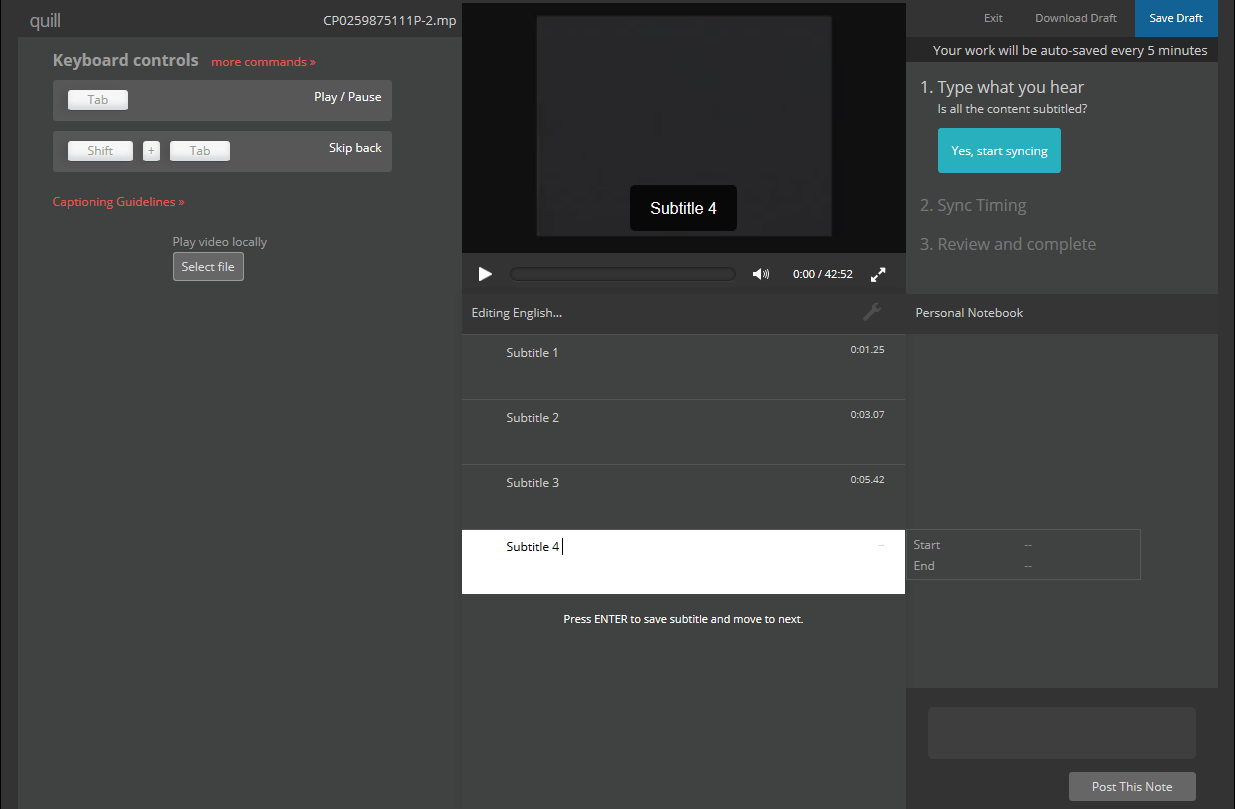 quill
CP0259875111P-2.mp
Exit
Download Draft
Save Draft
Your work will be auto-saved every 5 minutes
Keyboard controls more commands »
Tab
Play / Pause
Shift + Tab
Skip back
Captioning Guidelines »
Play video locally
Select file
Subtitle 4
0:00 / 42:52
1. Type what you hear
Is all the content subtitled?
Yes, start syncing
2. Sync Timing
3. Review and complete
Editing English...
Subtitle 1 0:01.25
Subtitle 2 0:03.07
Subtitle 3 0:05.42
Subtitle 4 --
Press ENTER to save subtitle and move to next.
Personal Notebook
Start --
End --
Post This Note